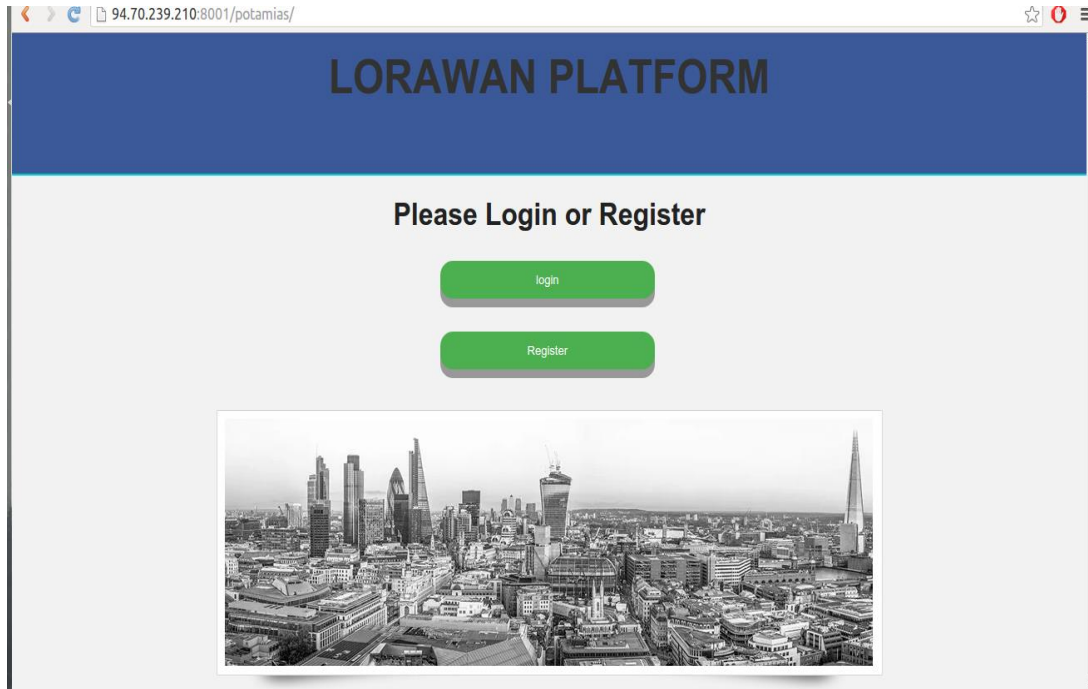 94.70.239.210:8001/potamias/
LORAWAN PLATFORM
Please Login or Register
login
Register